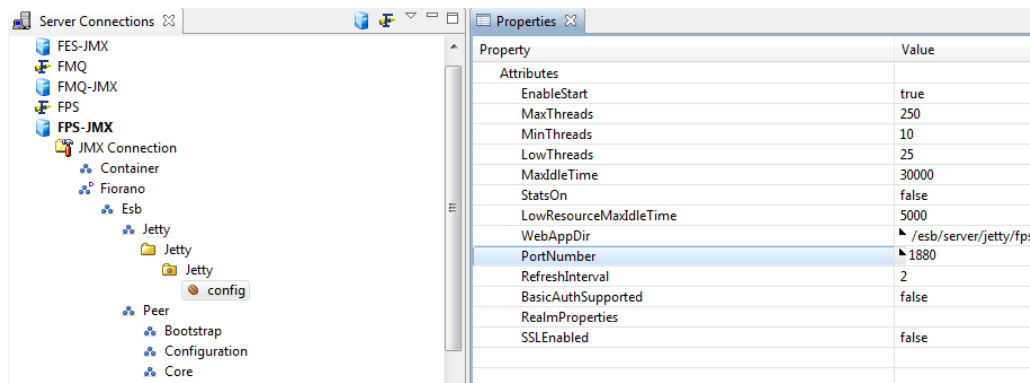 Server Connections
FES-JMX
FMQ
FMQ-JMX
FPS
FPS-JMX
JMX Connection
Container
Fiorano
Esb
Jetty
Jetty
Jetty
config
Peer
Bootstrap
Configuration
Core
Properties
Property Value
Attributes
EnableStart true
MaxThreads 250
MinThreads 10
LowThreads 25
MaxIdleTime 30000
StatsOn false
LowResourceMaxIdleTime 5000
WebAppDir /esb/server/jetty/fps
PortNumber 1880
RefreshInterval 2
BasicAuthSupported false
RealmProperties
SSLEnabled false